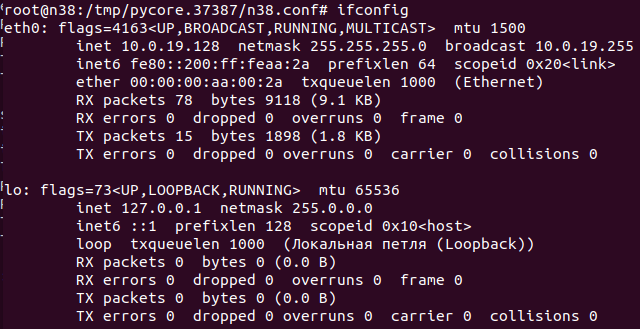 root@n38:/tmp/pycore.37387/n38.conf# ifconfig
eth0: flags=4163<UP,BROADCAST,RUNNING,MULTICAST>  mtu 1500
        inet 10.0.19.128  netmask 255.255.255.0  broadcast 10.0.19.255
        inet6 fe80::200:ff:feaa:2a  prefixlen 64  scopeid 0x20<link>
        ether 00:00:00:aa:00:2a  txqueuelen 1000  (Ethernet)
        RX packets 78  bytes 9118 (9.1 KB)
        RX errors 0  dropped 0  overruns 0  frame 0
        TX packets 15  bytes 1898 (1.8 KB)
        TX errors 0  dropped 0 overruns 0  carrier 0  collisions 0

lo: flags=73<UP,LOOPBACK,RUNNING>  mtu 65536
        inet 127.0.0.1  netmask 255.0.0.0
        inet6 ::1  prefixlen 128  scopeid 0x10<host>
        loop  txqueuelen 1000  (Локальная петля (Loopback))
        RX packets 0  bytes 0 (0.0 B)
        RX errors 0  dropped 0  overruns 0  frame 0
        TX packets 0  bytes 0 (0.0 B)
        TX errors 0  dropped 0 overruns 0  carrier 0  collisions 0